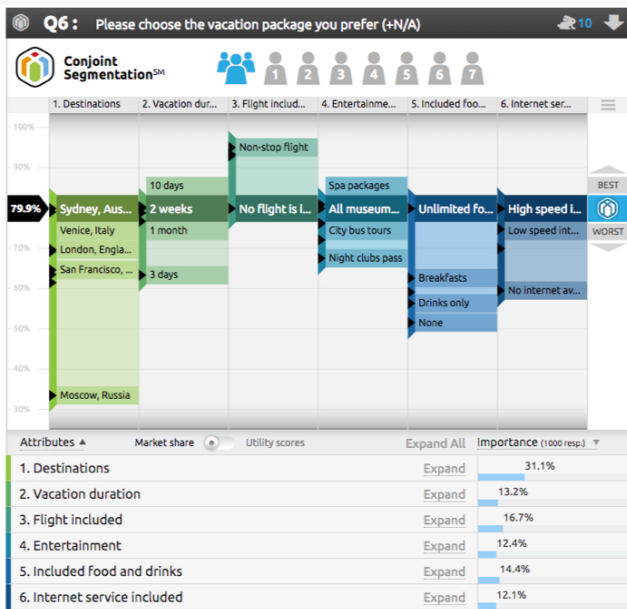 Q6 : Please choose the vacation package you prefer (+N/A) 10
Conjoint
Segmentation℠
1 2 3 4 5 6 7
1. Destinations 2. Vacation dur... 3. Flight includ... 4. Entertainme... 5. Included foo... 6. Internet ser...
100%
Non-stop flight
90%
10 days Spa packages BEST
79.9% Sydney, Aus... 2 weeks No flight is i... All museum... Unlimited fo... High speed i...
Venice, Italy 1 month City bus tours Low speed int... WORST
70% London, Engla...
Night clubs pass
San Francisco, ... 3 days Breakfasts
60% Drinks only No internet av...
50% None
40%
Moscow, Russia
30%
Attributes ▲ Market share Utility scores Expand All Importance (1000 resp.) ▼
1. Destinations Expand 31.1%
2. Vacation duration Expand 13.2%
3. Flight included Expand 16.7%
4. Entertainment Expand 12.4%
5. Included food and drinks Expand 14.4%
6. Internet service included Expand 12.1%